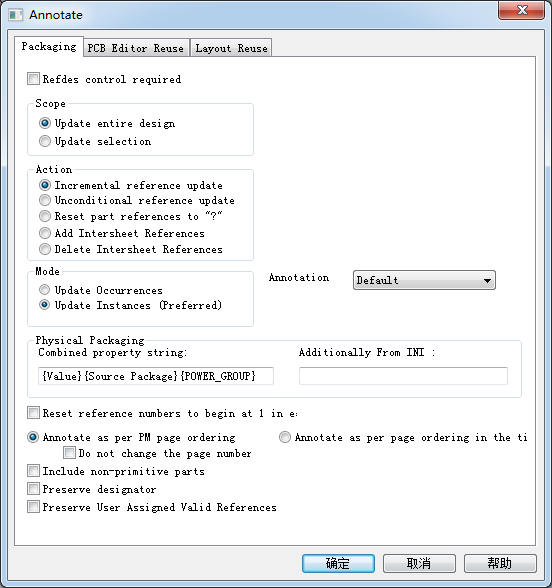 Annotate
Packaging PCB Editor Reuse Layout Reuse
Refdes control required
Scope
Update entire design
Update selection
Action
Incremental reference update
Unconditional reference update
Reset part references to "?"
Add Intersheet References
Delete Intersheet References
Mode
Update Occurrences
Update Instances (Preferred)
Annotation Default
Physical Packaging
Combined property string: Additionally From INI :
{Value}{Source Package}{POWER_GROUP}
Reset reference numbers to begin at 1 in e:
Annotate as per PM page ordering Annotate as per page ordering in the ti
Do not change the page number
Include non-primitive parts
Preserve designator
Preserve User Assigned Valid References
确定 取消 帮助